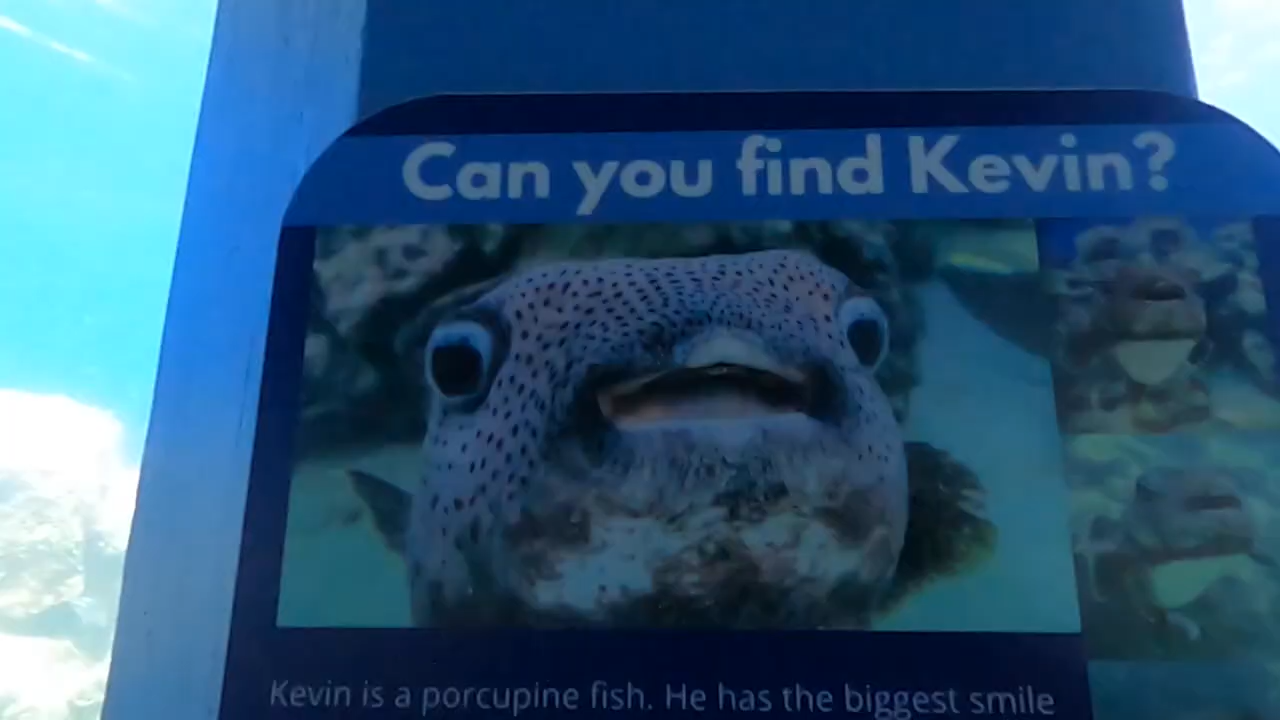 Can you find Kevin?
Kevin is a porcupine fish. He has the biggest smile